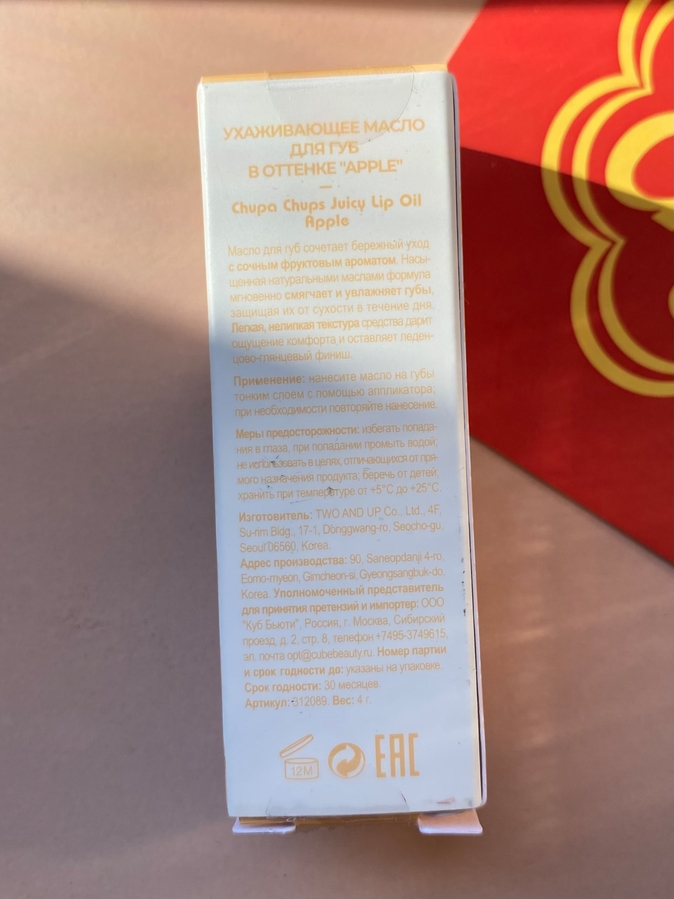 УХАЖИВАЮЩЕЕ МАСЛО
ДЛЯ ГУБ
В ОТТЕНКЕ "APPLE"
—
Chupa Chups Juicy Lip Oil
Apple
Масло для губ сочетает бережный уход
с сочным фруктовым ароматом. Насы-
щенная натуральными маслами формула
мгновенно смягчает и увлажняет губы,
защищая их от сухости в течение дня.
Легкая, нелипкая текстура средства дарит
ощущение комфорта и оставляет леден-
цово-глянцевый финиш.
Применение: нанесите масло на губы
тонким слоем с помощью аппликатора;
при необходимости повторяйте нанесение.
Меры предосторожности: избегать попада-
ния в глаза, при попадании промыть водой;
не использовать в целях, отличающихся от пря-
мого назначения продукта; беречь от детей;
хранить при температуре от +5°C до +25°C.
Изготовитель: TWO AND UP Co., Ltd., 4F,
Su-rim Bldg., 17-1, Donggwang-ro, Seocho-gu,
Seoul 06560, Korea.
Адрес производства: 90, Saneopdanji 4-ro,
Eomo-myeon, Gimcheon-si, Gyeongsangbuk-do,
Korea. Уполномоченный представитель
для принятия претензий и импортер: ООО
"Куб Бьюти", Россия, г. Москва, Сибирский
проезд, д. 2, стр. 8, телефон +7495-3749615,
эл. почта opt@cubebeauty.ru. Номер партии
и срок годности до: указаны на упаковке.
Срок годности: 30 месяцев.
Артикул: 312089. Вес: 4 г.
12M
EAC